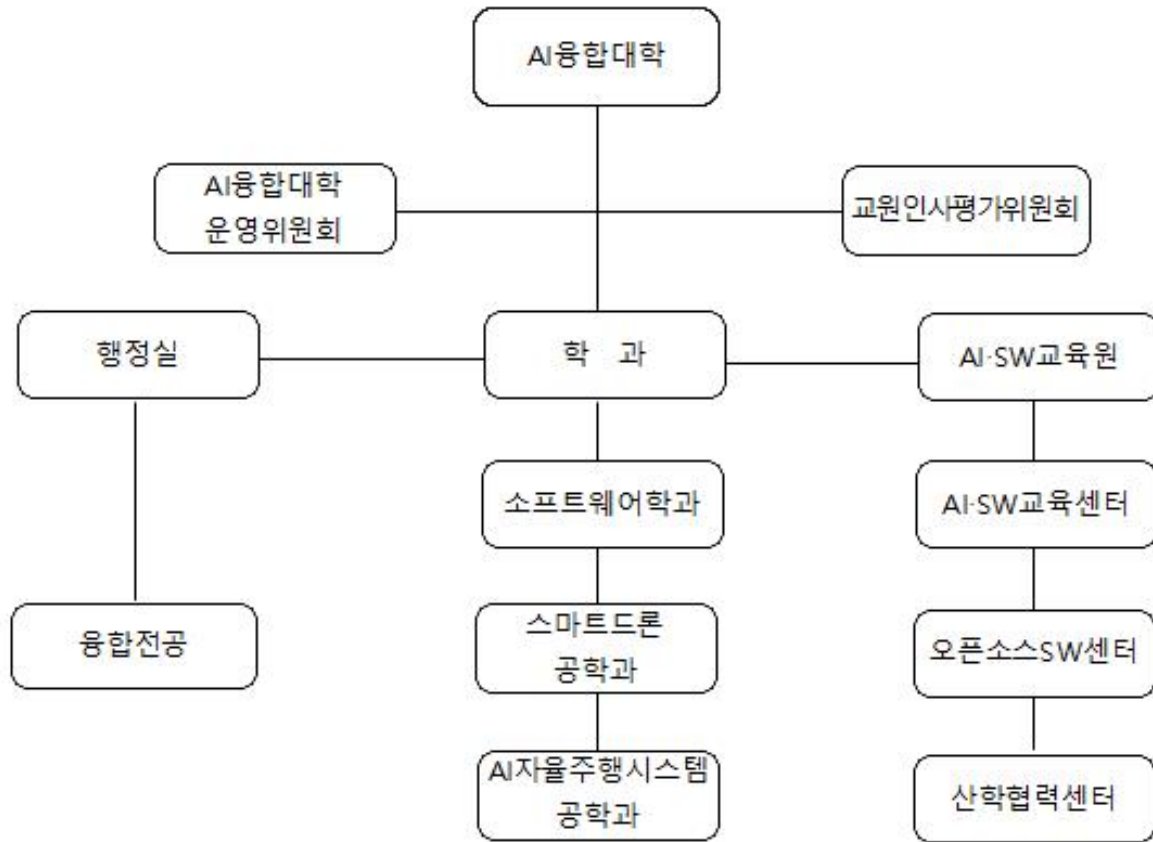 AI융합대학
AI융합대학
운영위원회
교원인사평가위원회
행정실
학 과
AI·SW교육원
소프트웨어학과
AI·SW교육센터
융합전공
스마트드론
공학과
오픈소스SW센터
AI자율주행시스템
공학과
산학협력센터